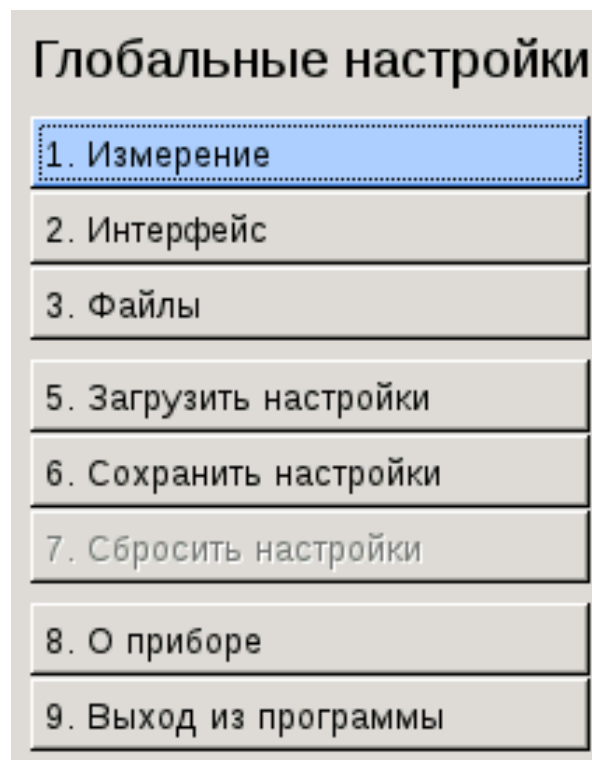 Глобальные настройки
1. Измерение
2. Интерфейс
3. Файлы
5. Загрузить настройки
6. Сохранить настройки
7. Сбросить настройки
8. О приборе
9. Выход из программы